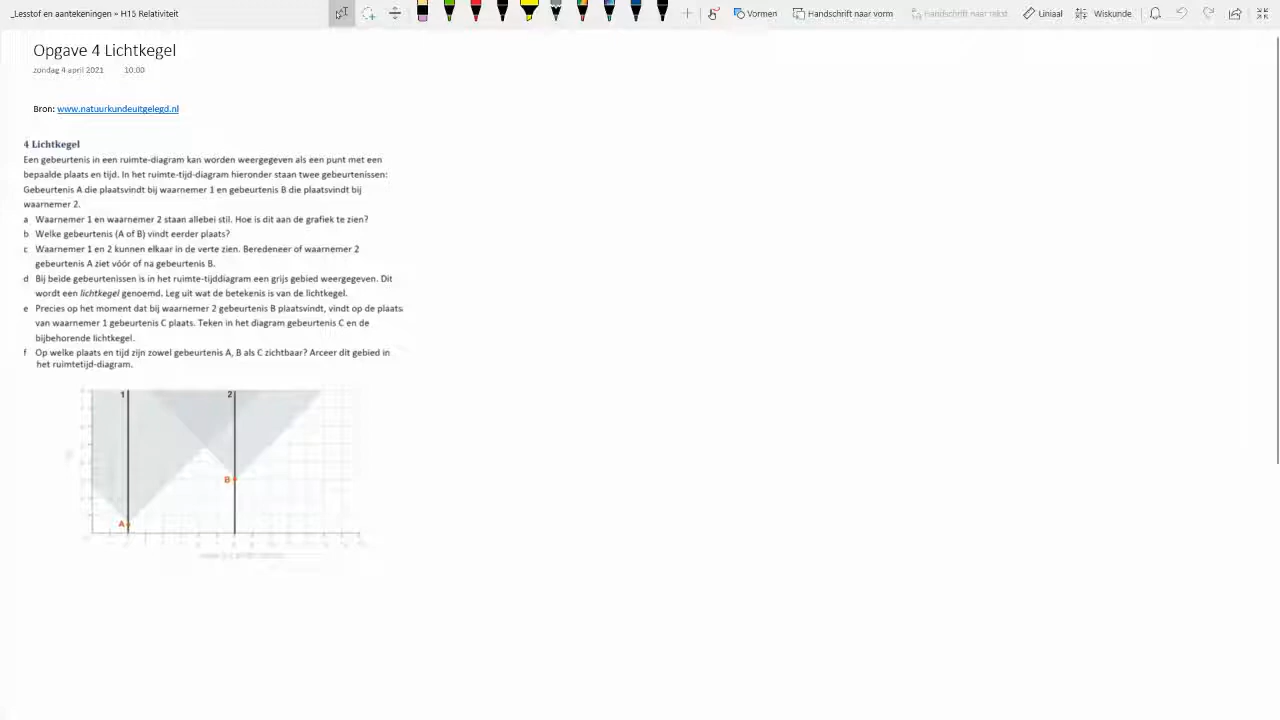 _Lesstof en aantekeningen » H15 Relativiteit
Vormen
Handschrift naar vorm
Handschrift naar tekst
Liniaal
Wiskunde
Opgave 4 Lichtkegel
zondag 4 april 2021 10:00
Bron: www.natuurkundeuitgelegd.nl
4 Lichtkegel
Een gebeurtenis in een ruimte-diagram kan worden weergegeven als een punt met een
bepaalde plaats en tijd. In het ruimte-tijd-diagram hieronder staan twee gebeurtenissen:
Gebeurtenis A die plaatsvindt bij waarnemer 1 en gebeurtenis B die plaatsvindt bij
waarnemer 2.
a Waarnemer 1 en waarnemer 2 staan allebei stil. Hoe is dit aan de grafiek te zien?
b Welke gebeurtenis (A of B) vindt eerder plaats?
c Waarnemer 1 en 2 kunnen elkaar in de verte zien. Beredeneer of waarnemer 2
gebeurtenis A ziet vóór of na gebeurtenis B.
d Bij beide gebeurtenissen is in het ruimte-tijddiagram een grijs gebied weergegeven. Dit
wordt een lichtkegel genoemd. Leg uit wat de betekenis is van de lichtkegel.
e Precies op het moment dat bij waarnemer 2 gebeurtenis B plaatsvindt, vindt op de plaats
van waarnemer 1 gebeurtenis C plaats. Teken in het diagram gebeurtenis C en de
bijbehorende lichtkegel.
f Op welke plaats en tijd zijn zowel gebeurtenis A, B als C zichtbaar? Arceer dit gebied in
het ruimtetijd-diagram.
1 2
B
A